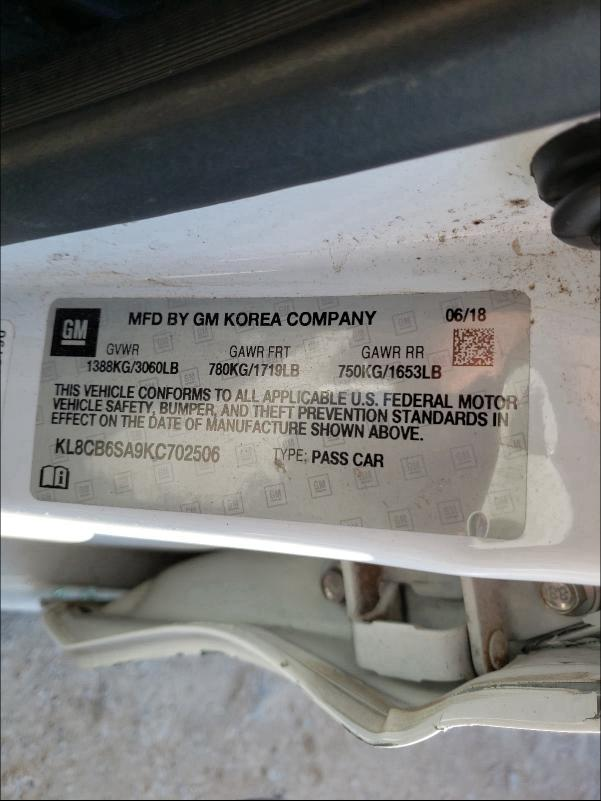 GM
MFD BY GM KOREA COMPANY 06/18
GVWR GAWR FRT GAWR RR
1388KG/3060LB 780KG/1719LB 750KG/1653LB
THIS VEHICLE CONFORMS TO ALL APPLICABLE U.S. FEDERAL MOTOR
VEHICLE SAFETY, BUMPER, AND THEFT PREVENTION STANDARDS IN
EFFECT ON THE DATE OF MANUFACTURE SHOWN ABOVE.
KL8CB6SA9KC702506 TYPE: PASS CAR